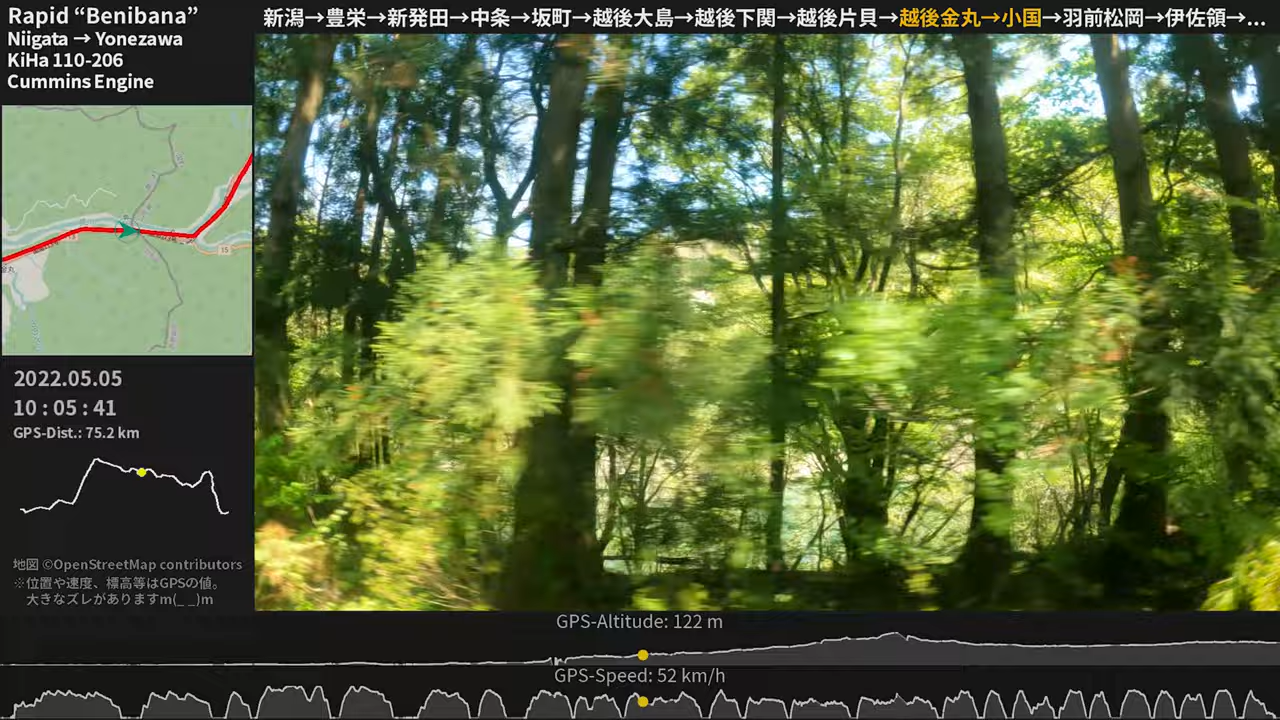 Rapid “Benibana”
Niigata → Yonezawa
KiHa 110-206
Cummins Engine
新潟→豊栄→新発田→中条→坂町→越後大島→越後下関→越後片貝→越後金丸→小国→羽前松岡→伊佐領→...
15
2022.05.05
10 : 05 : 41
GPS-Dist.: 75.2 km
地図 ©OpenStreetMap contributors
※位置や速度、標高等はGPSの値。
大きなズレがありますm(_ _)m
GPS-Altitude: 122 m
GPS-Speed: 52 km/h